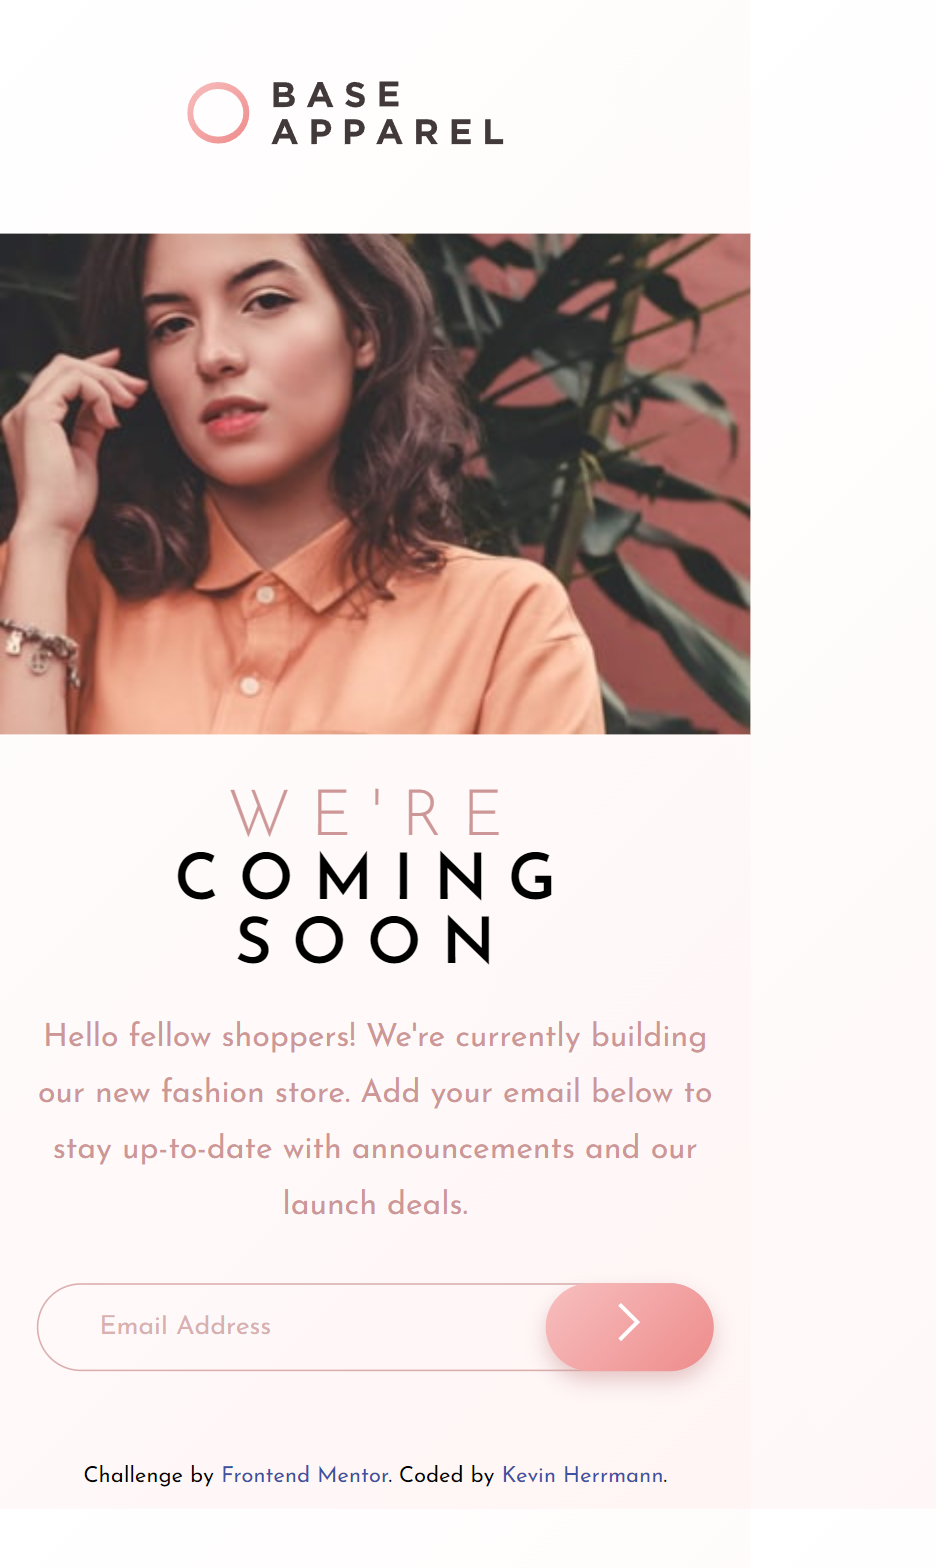 BASE
APPAREL
WE'RE
COMING
SOON
Hello fellow shoppers! We're currently building
our new fashion store. Add your email below to
stay up-to-date with announcements and our
launch deals.
Email Address
Challenge by Frontend Mentor. Coded by Kevin Herrmann.